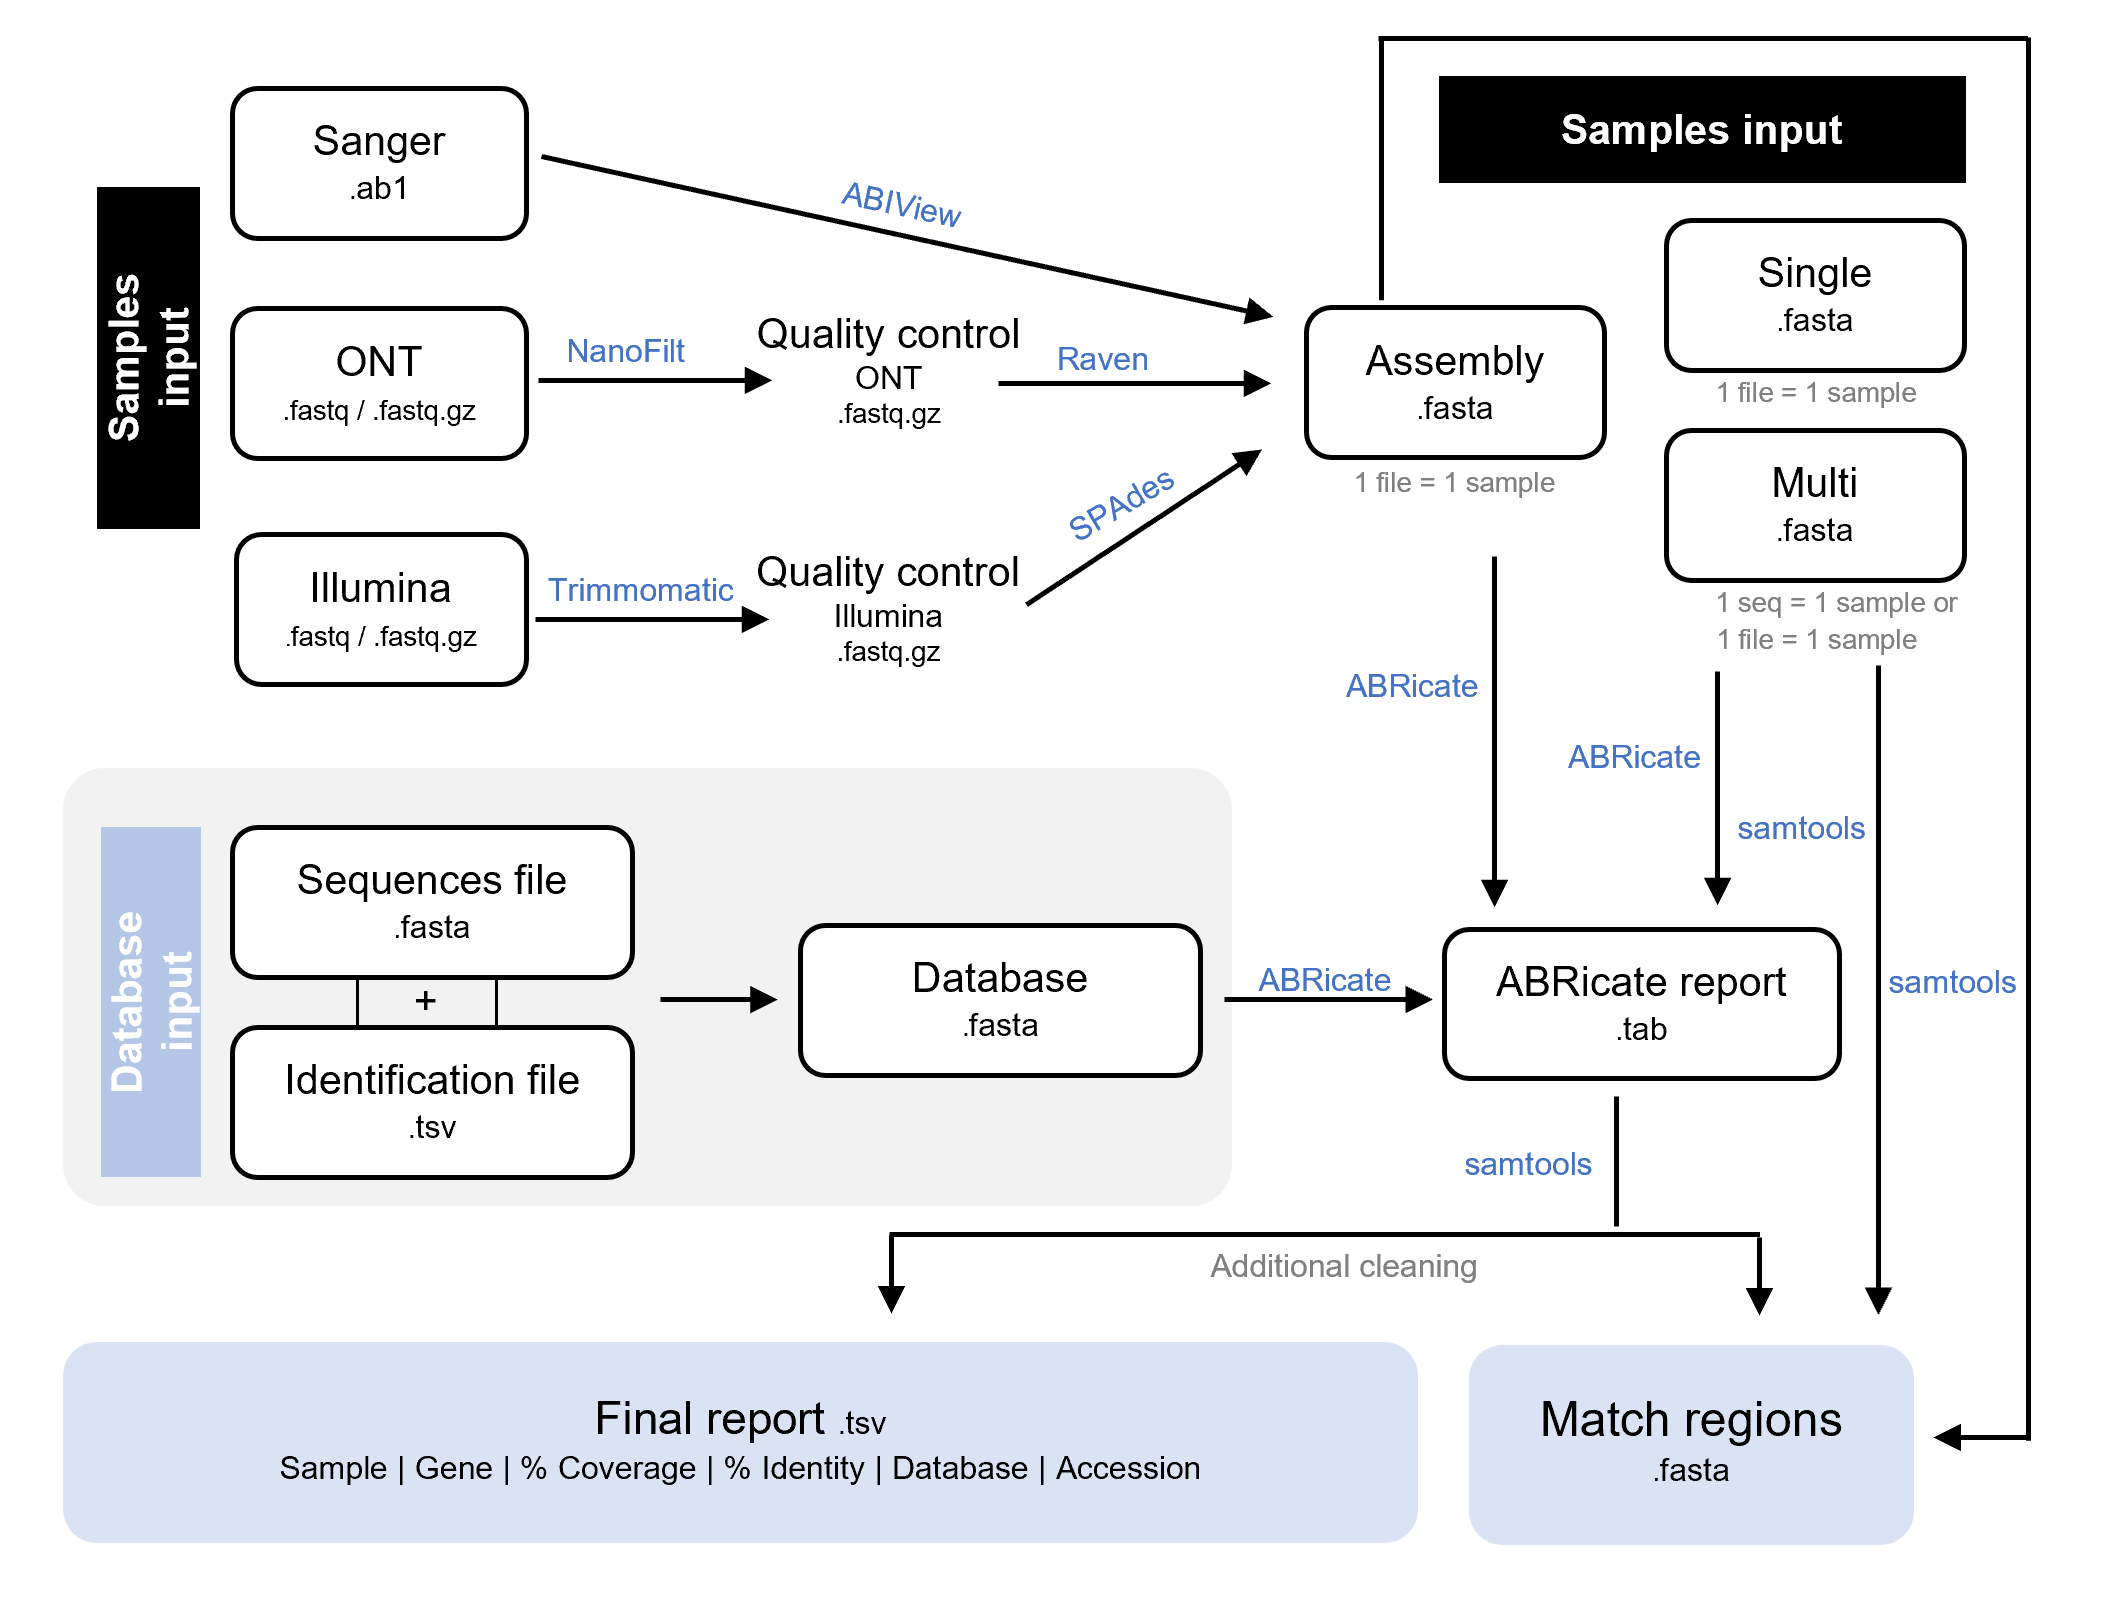 Samples
input
Sanger
.ab1
ABIView
ONT
.fastq / .fastq.gz
NanoFilt
Quality control
ONT
.fastq.gz
Raven
Illumina
.fastq / .fastq.gz
Trimmomatic
Quality control
Illumina
.fastq.gz
SPAdes
Assembly
.fasta
1 file = 1 sample
Samples input
Single
.fasta
1 file = 1 sample
Multi
.fasta
1 seq = 1 sample or
1 file = 1 sample
ABRicate
ABRicate
samtools
samtools
Database
input
Sequences file
.fasta
+
Identification file
.tsv
Database
.fasta
ABRicate
ABRicate report
.tab
samtools
Additional cleaning
Final report .tsv
Sample | Gene | % Coverage | % Identity | Database | Accession
Match regions
.fasta